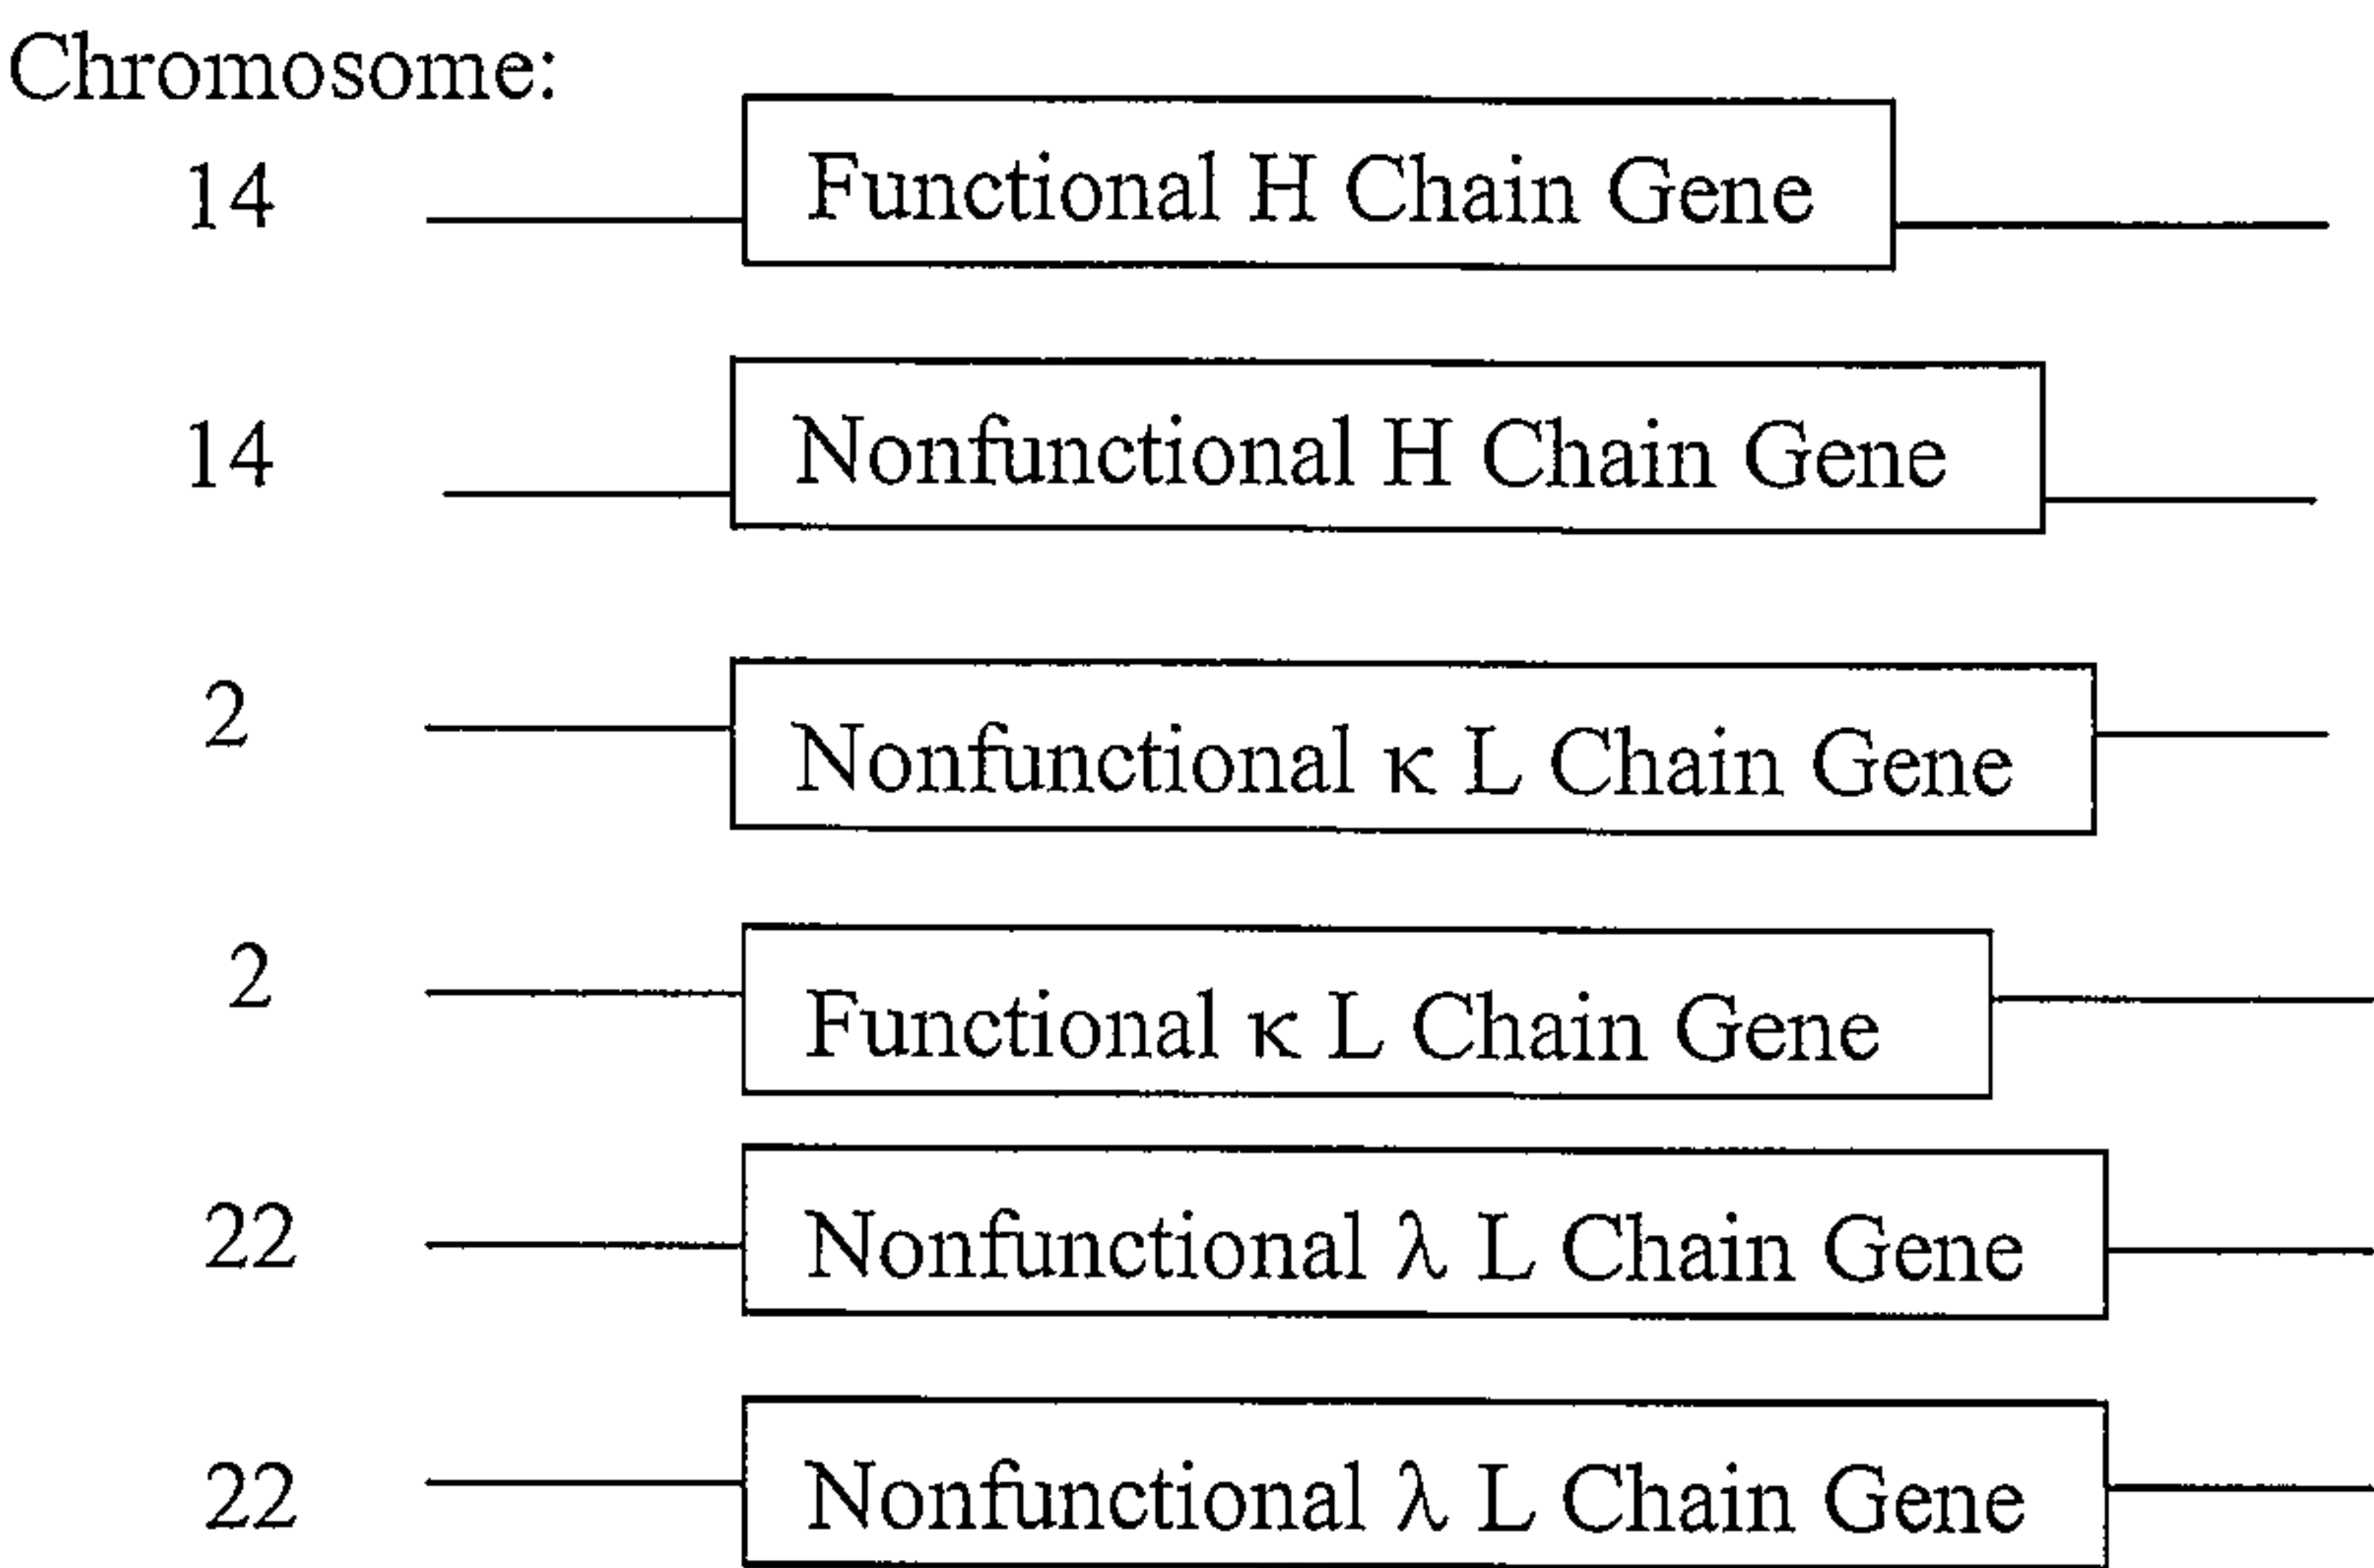 Chromosome:
14 Functional H Chain Gene
14 Nonfunctional H Chain Gene
2 Nonfunctional κ L Chain Gene
2 Functional κ L Chain Gene
22 Nonfunctional λ L Chain Gene
22 Nonfunctional λ L Chain Gene